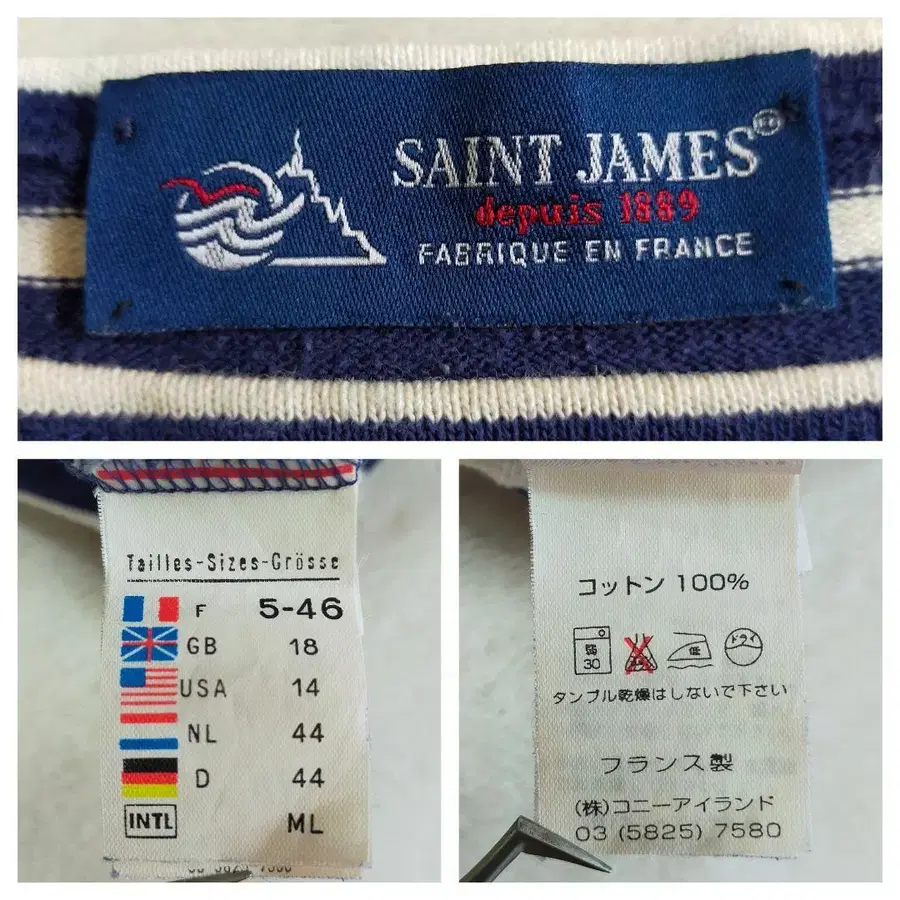 SAINT JAMES®
depuis 1889
FABRIQUE EN FRANCE
Tailles-Sizes-Grösse
F 5-46
GB 18
USA 14
NL 44
D 44
INTL ML
コットン 100%
弱 30 低 ドライ
タンブル乾燥はしないで下さい
フランス製
(株)コニーアイランド
03 (5825) 7580